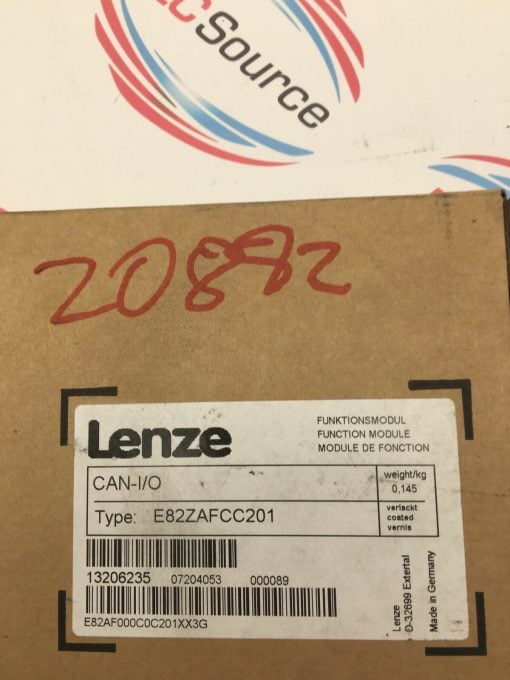 Source
20882
Lenze
FUNKTIONSMODUL
FUNCTION MODULE
MODULE DE FONCTION
CAN-I/O
weight/kg
0,145
Type: E82ZAFCC201
verlackt
coated
vernis
13206235 07204053 000089
E82AF000C0C201XX3G
Lenze
D-32699 Extertal
Made in Germany